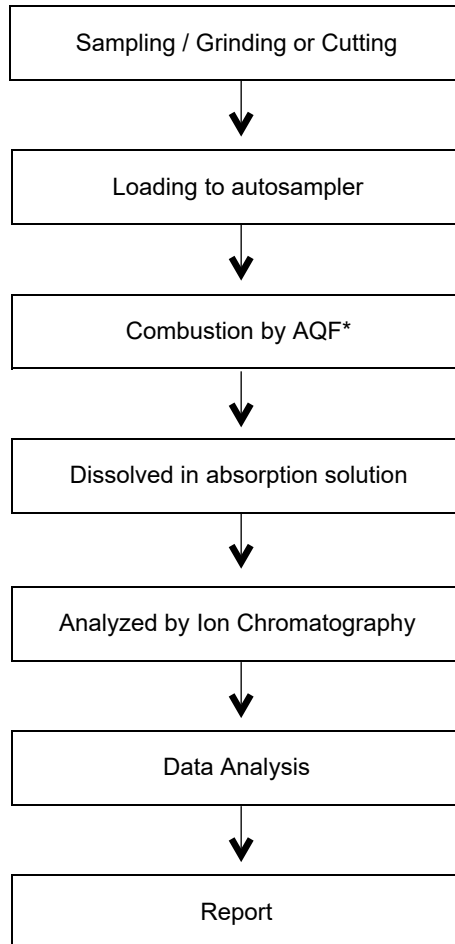 Sampling / Grinding or Cutting
Loading to autosampler
Combustion by AQF*
Dissolved in absorption solution
Analyzed by Ion Chromatography
Data Analysis
Report